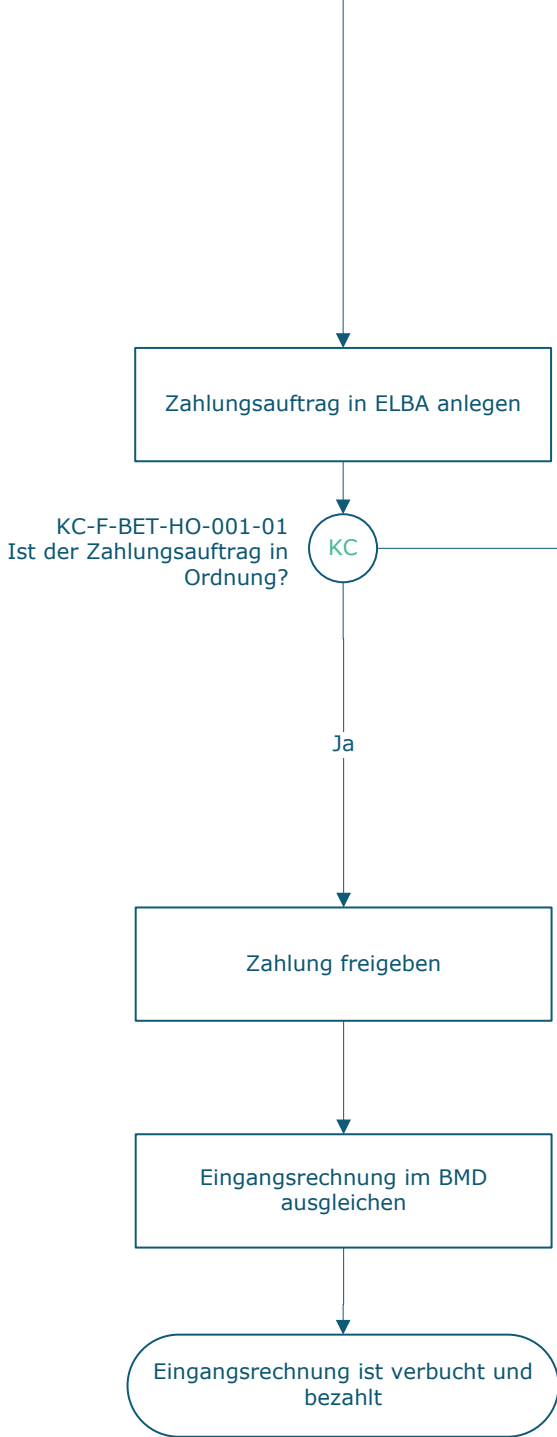 Zahlungsauftrag in ELBA anlegen
KC-F-BET-HO-001-01
Ist der Zahlungsauftrag in
Ordnung?
KC
Ja
Zahlung freigeben
Eingangsrechnung im BMD
ausgleichen
Eingangsrechnung ist verbucht und
bezahlt